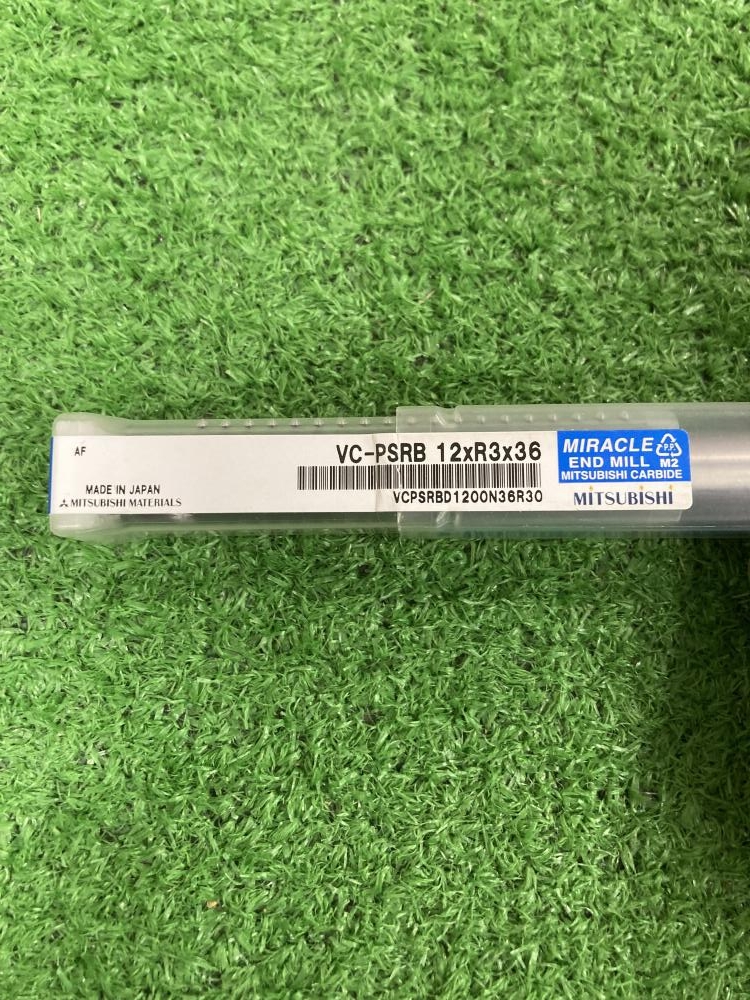 AF
VC-PSRB 12xR3x36
VCPSRBD1200N36R30
MADE IN JAPAN
MITSUBISHI MATERIALS
MIRACLE
END MILL M2
MITSUBISHI CARBIDE
P.P
MITSUBISHI